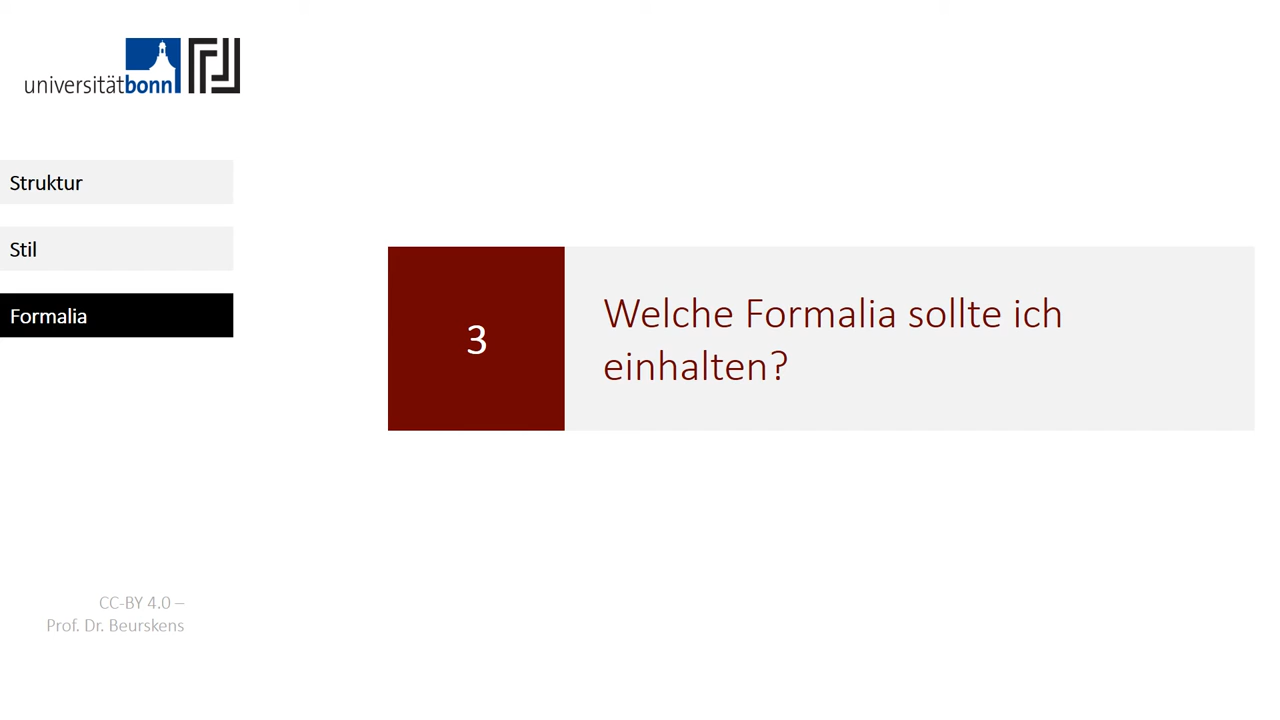 universitätbonn
Struktur
Stil
Formalia
3
Welche Formalia sollte ich
einhalten?
CC-BY 4.0 –
Prof. Dr. Beurskens